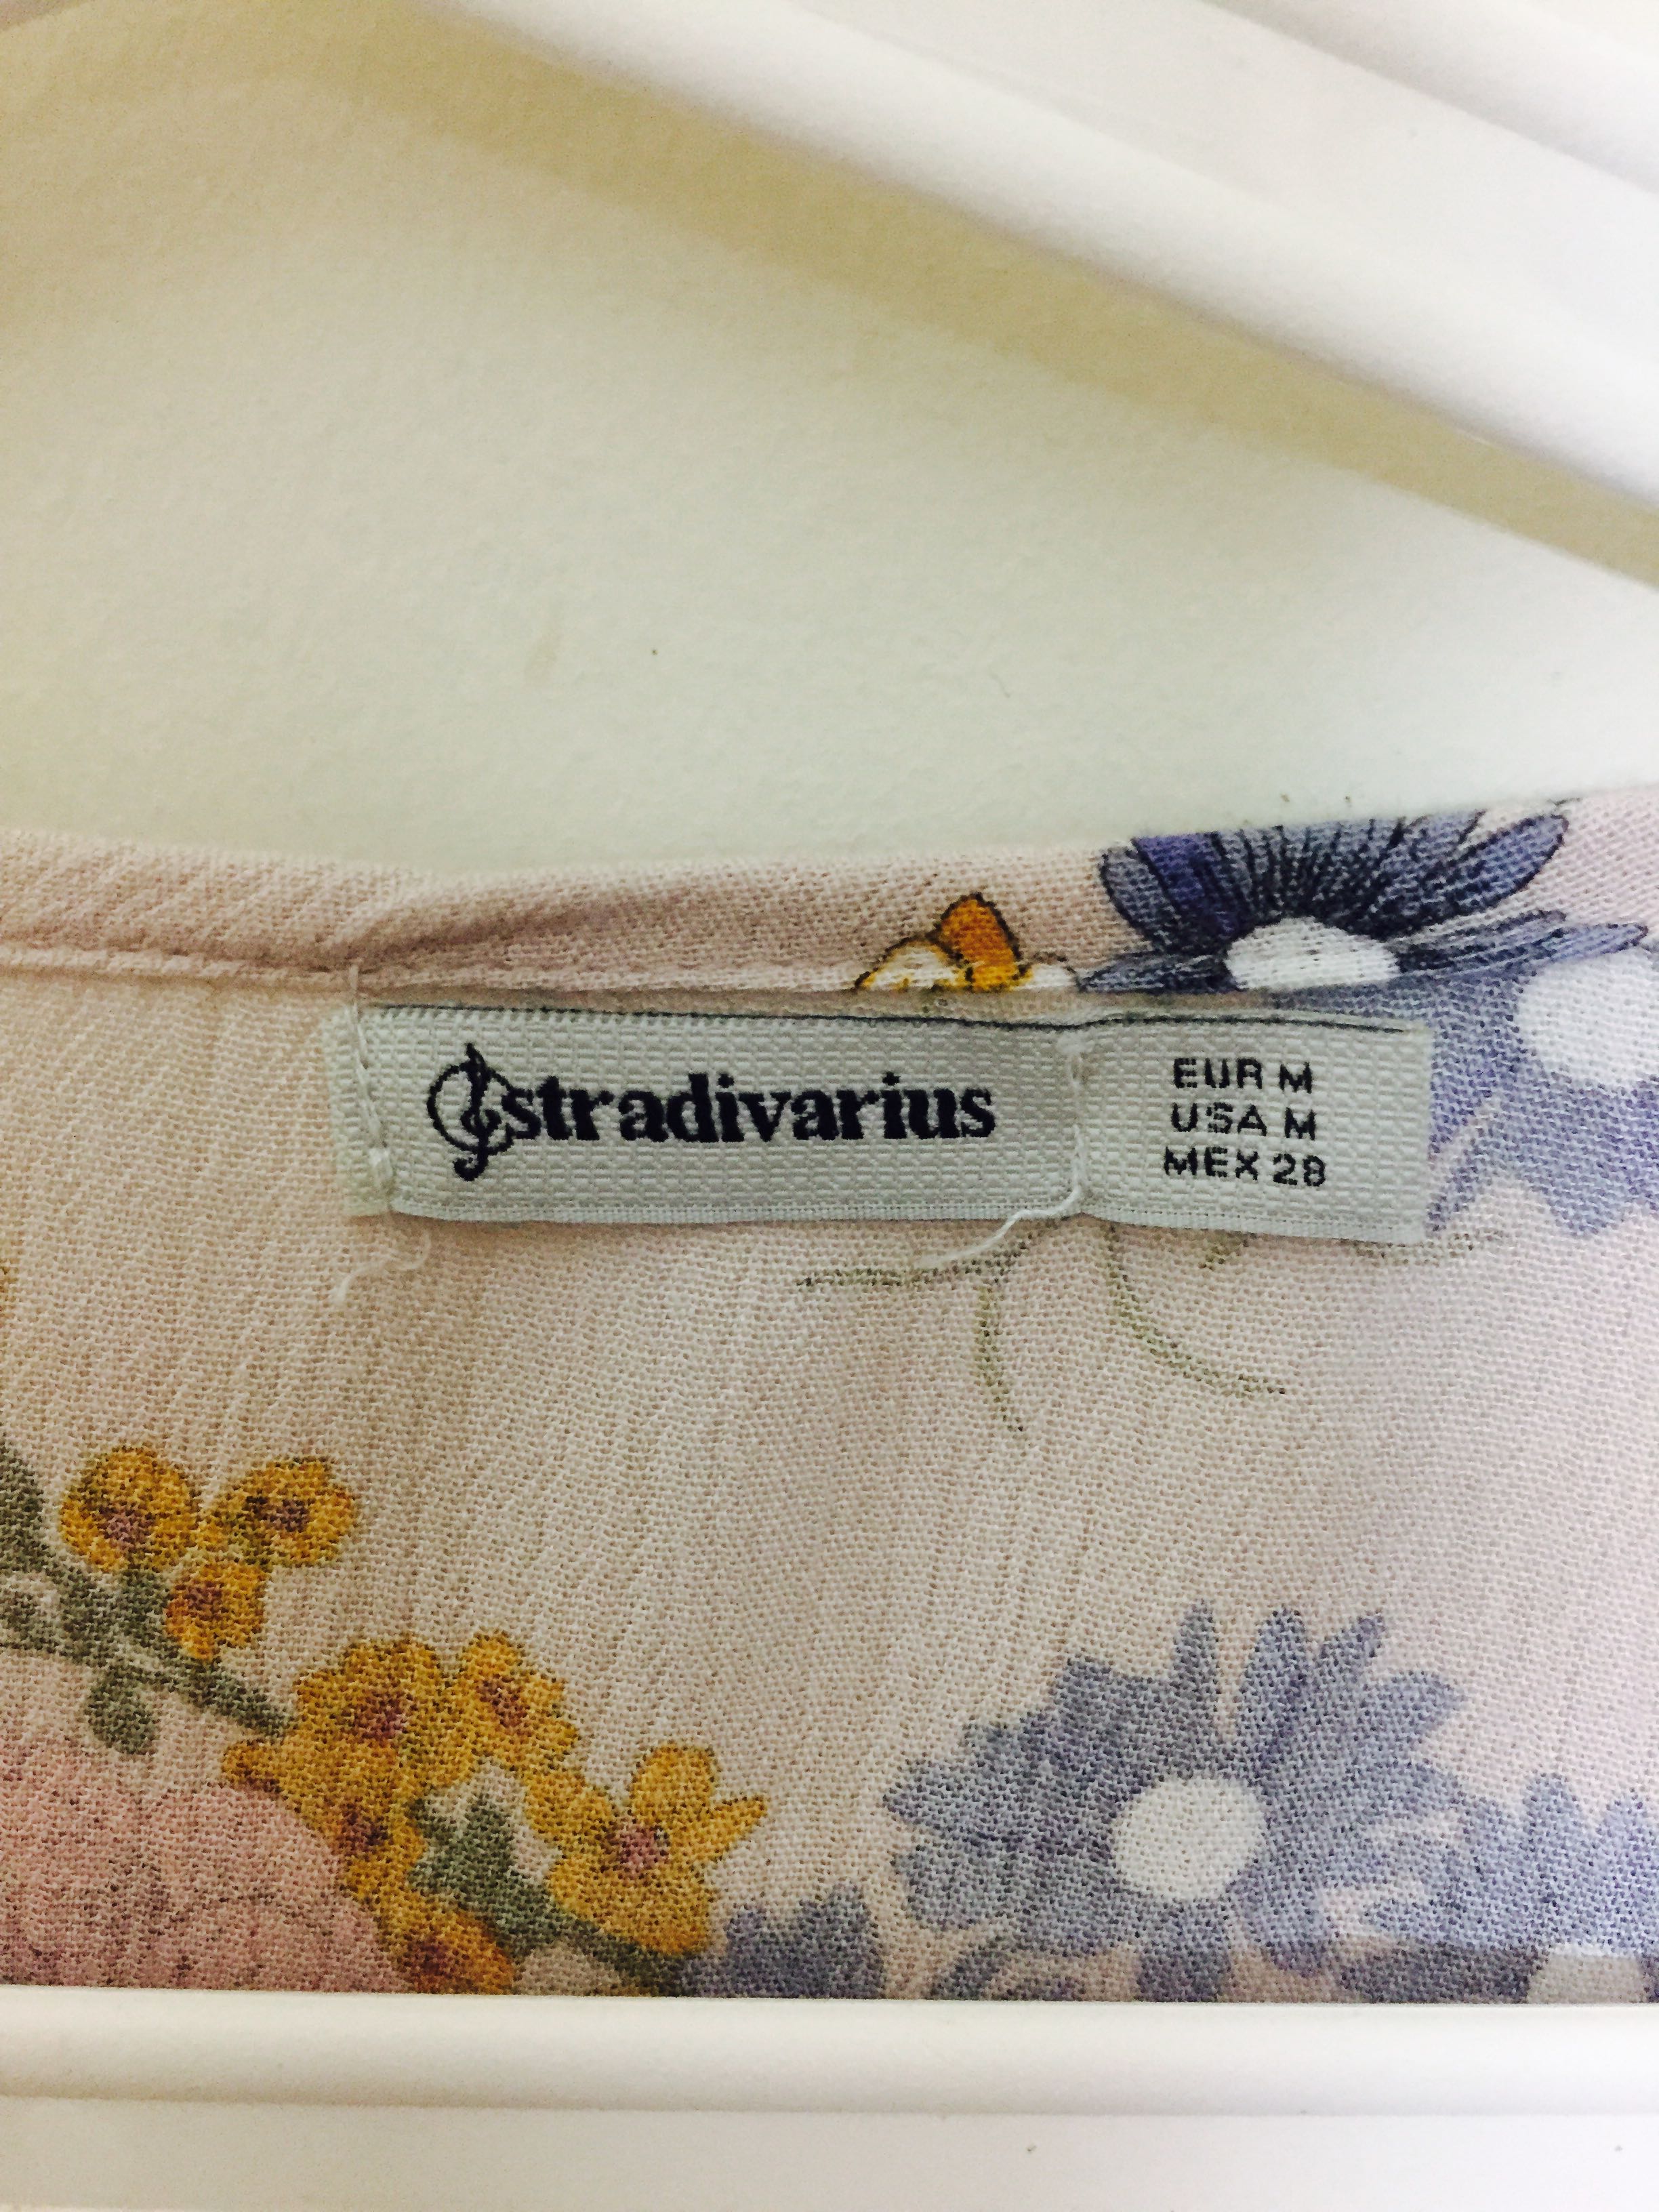 stradivarius
EUR M
USA M
MEX 28